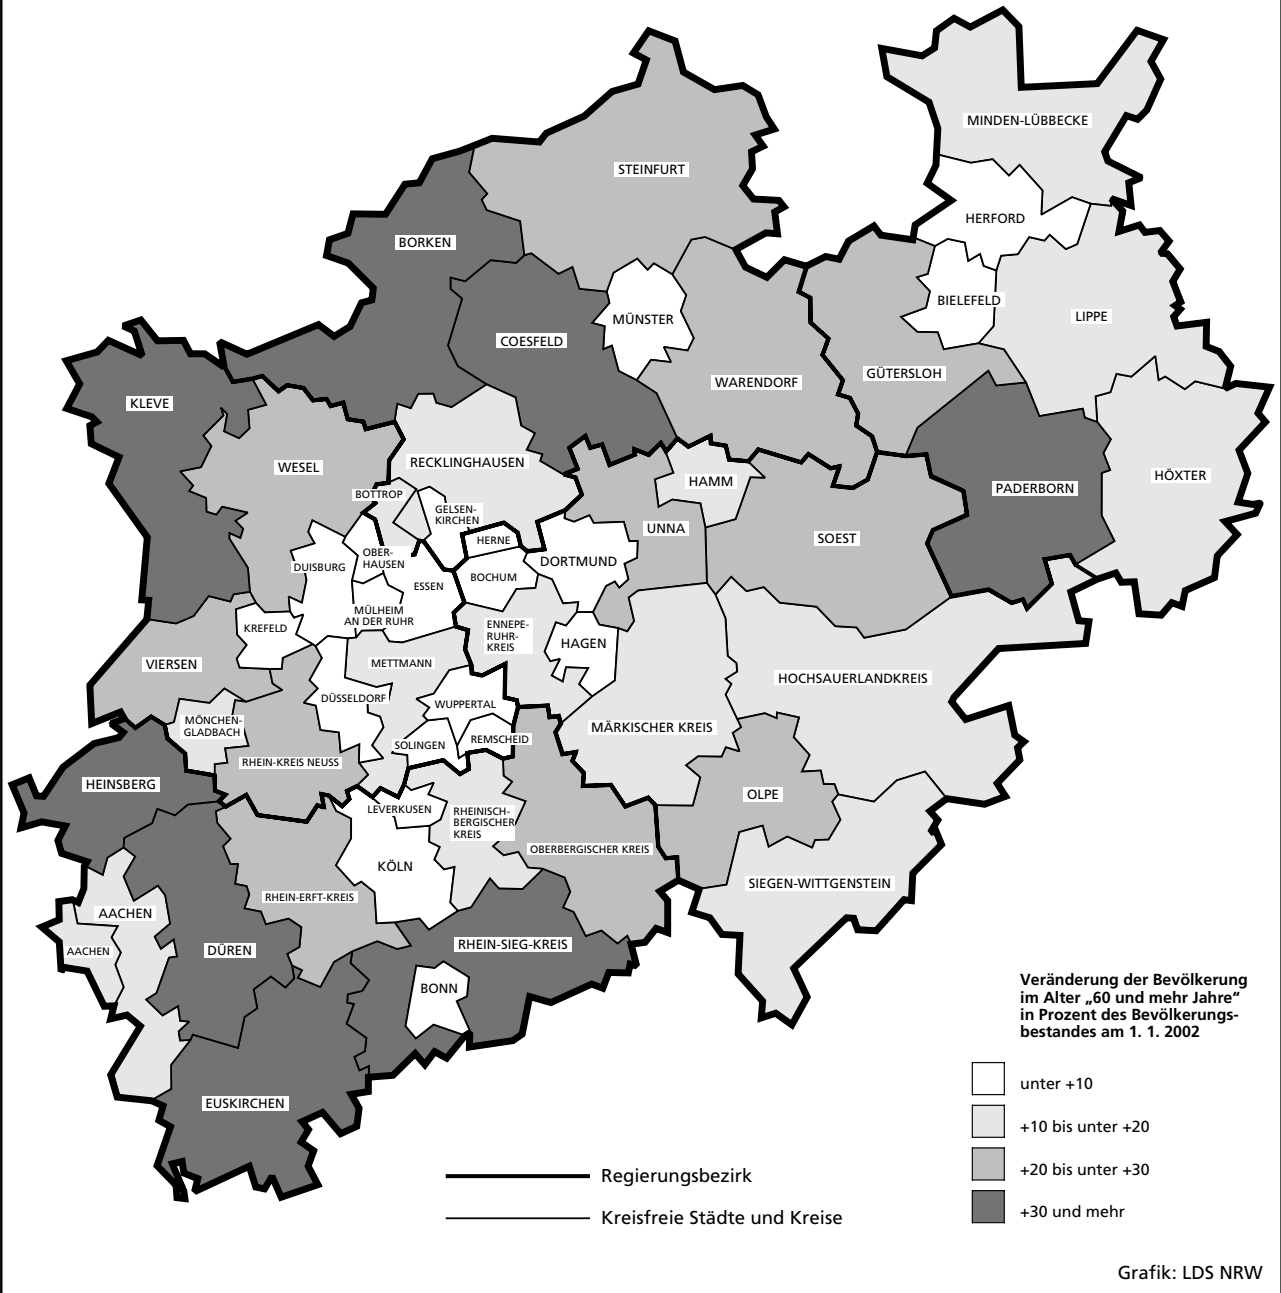 MINDEN-LÜBBECKE
STEINFURT
HERFORD
BORKEN
BIELEFELD
LIPPE
MÜNSTER
COESFELD
GÜTERSLOH
WARENDORF
KLEVE
WESEL
RECKLINGHAUSEN
HAMM
PADERBORN
HÖXTER
BOTTROP
GELSEN-
KIRCHEN
UNNA
SOEST
HERNE
OBER-
HAUSEN
DORTMUND
DUISBURG
ESSEN
BOCHUM
MÜLHEIM
AN DER RUHR
KREFELD
ENNEPE-
RUHR-
KREIS
HAGEN
VIERSEN
METTMANN
HOCHSAUERLANDKREIS
DÜSSELDORF
WUPPERTAL
MÖNCHEN-
GLADBACH
MÄRKISCHER KREIS
SOLINGEN
REMSCHEID
RHEIN-KREIS NEUSS
HEINSBERG
OLPE
LEVERKUSEN
RHEINISCH-
BERGISCHER
KREIS
OBERBERGISCHER KREIS
KÖLN
SIEGEN-WITTGENSTEIN
RHEIN-ERFT-KREIS
AACHEN
AACHEN
DÜREN
RHEIN-SIEG-KREIS
BONN
EUSKIRCHEN
Veränderung der Bevölkerung
im Alter „60 und mehr Jahre“
in Prozent des Bevölkerungs-
bestandes am 1. 1. 2002
unter +10
+10 bis unter +20
+20 bis unter +30
+30 und mehr
Regierungsbezirk
Kreisfreie Städte und Kreise
Grafik: LDS NRW